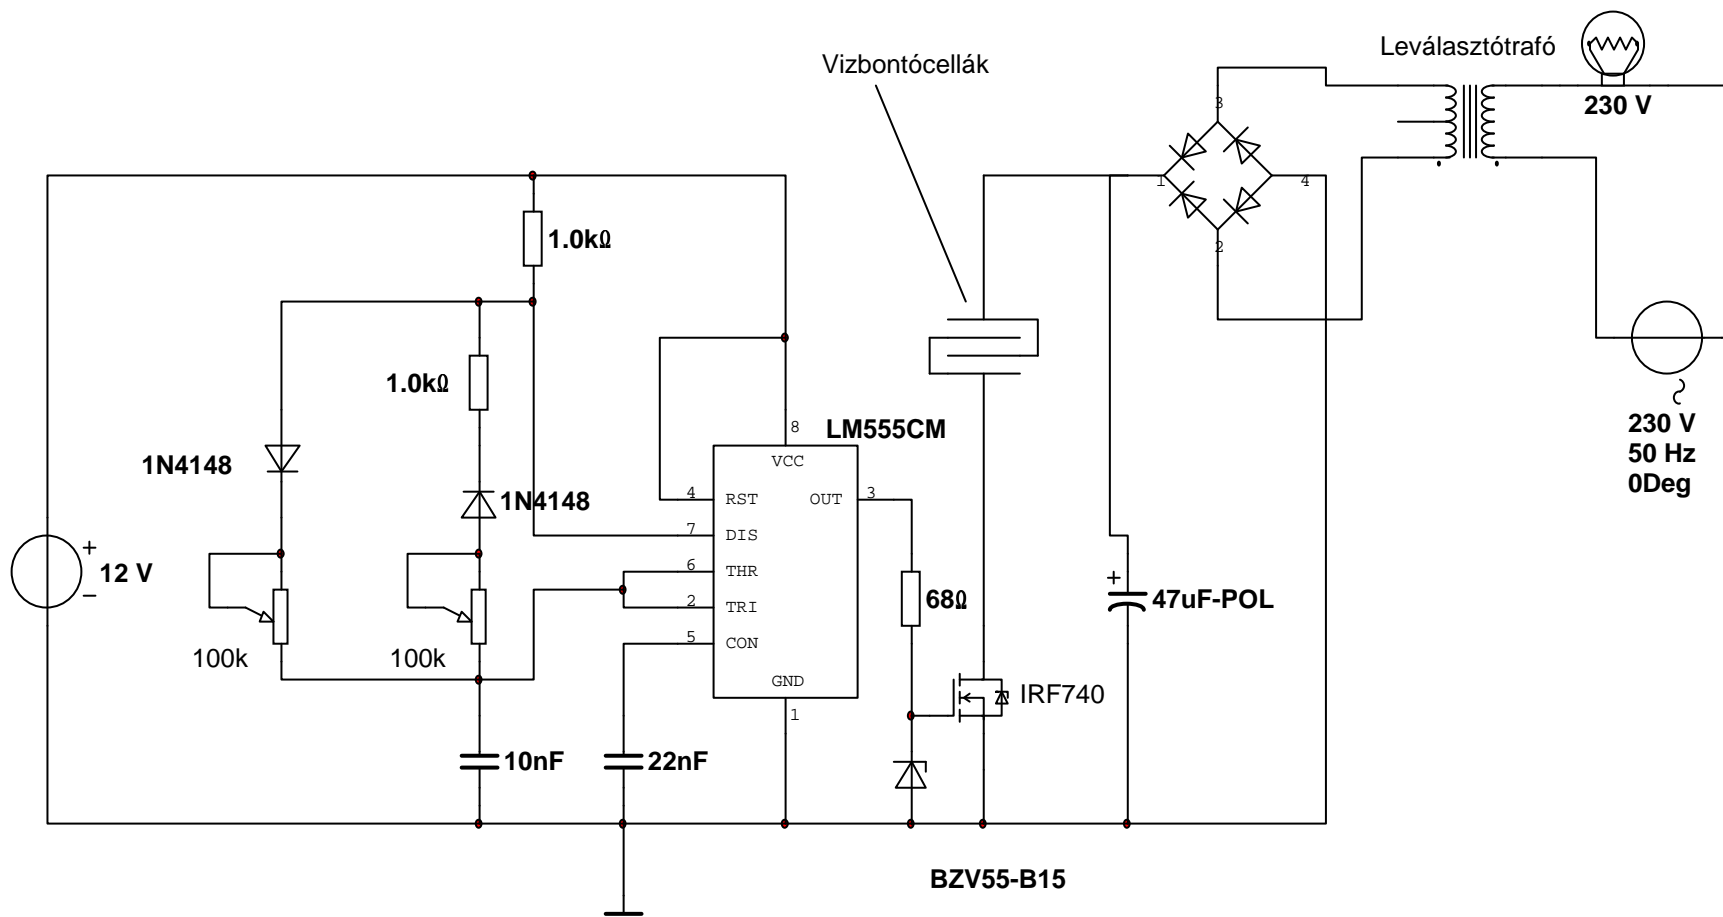 Leválasztótrafó
Vizbontócellák
230 V
3
1
4
2
1.0kΩ
1.0kΩ
8
LM555CM
VCC
1N4148
4
RST
OUT
3
1N4148
7
DIS
230 V
50 Hz
0Deg
+
12 V
−
6
THR
2
TRI
68Ω
+
47uF-POL
5
CON
100k
100k
GND
1
IRF740
10nF
22nF
BZV55-B15